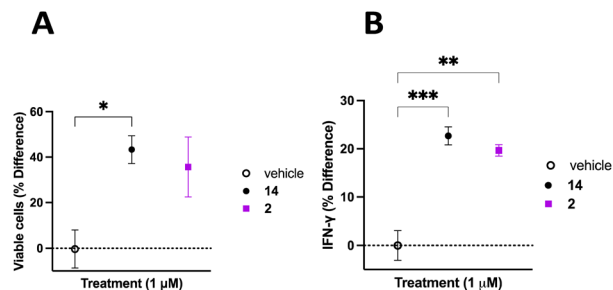 A
*
Viable cells (% Difference)
60
40
20
0
Treatment (1 µM)
vehicle
14
2
B
**
***
IFN-γ (% Difference)
30
20
10
0
Treatment (1 µM)
vehicle
14
2